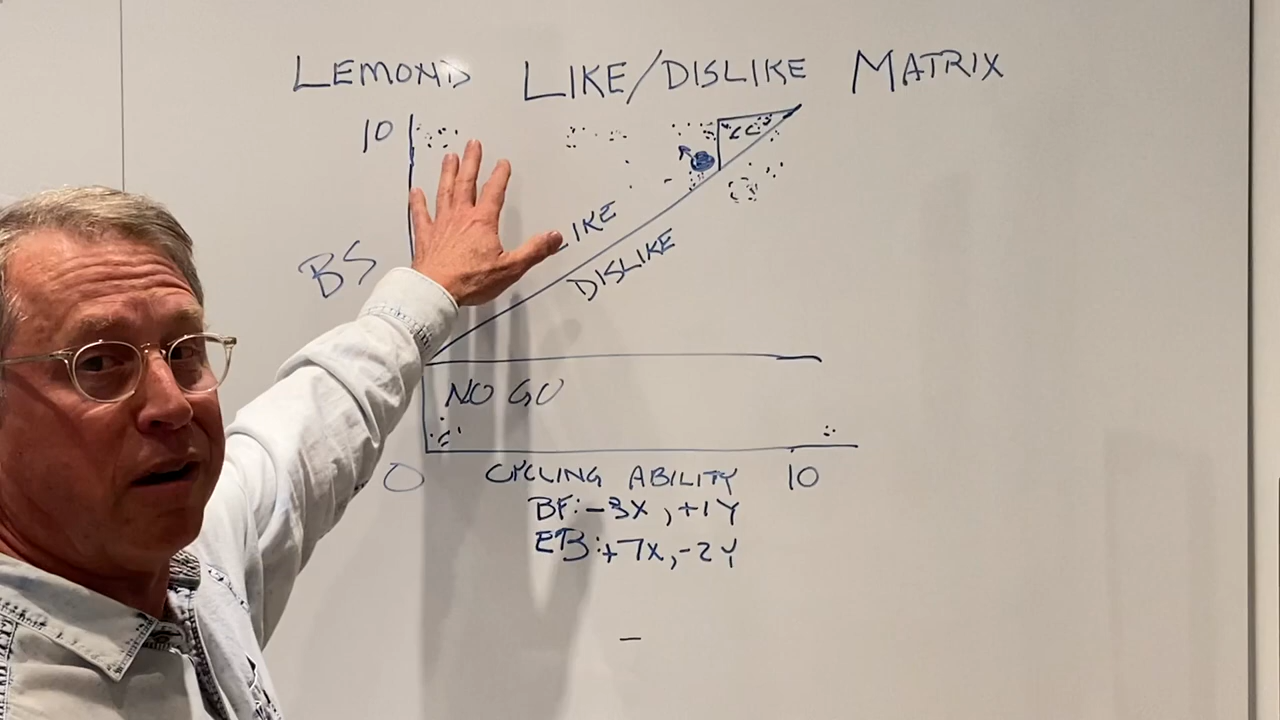 LEMOND LIKE/DISLIKE MATRIX
10
BS
LIKE
DISLIKE
NO GO
0 CYCLING ABILITY 10
BF: -3X, +1Y
EB: +7X, -2Y